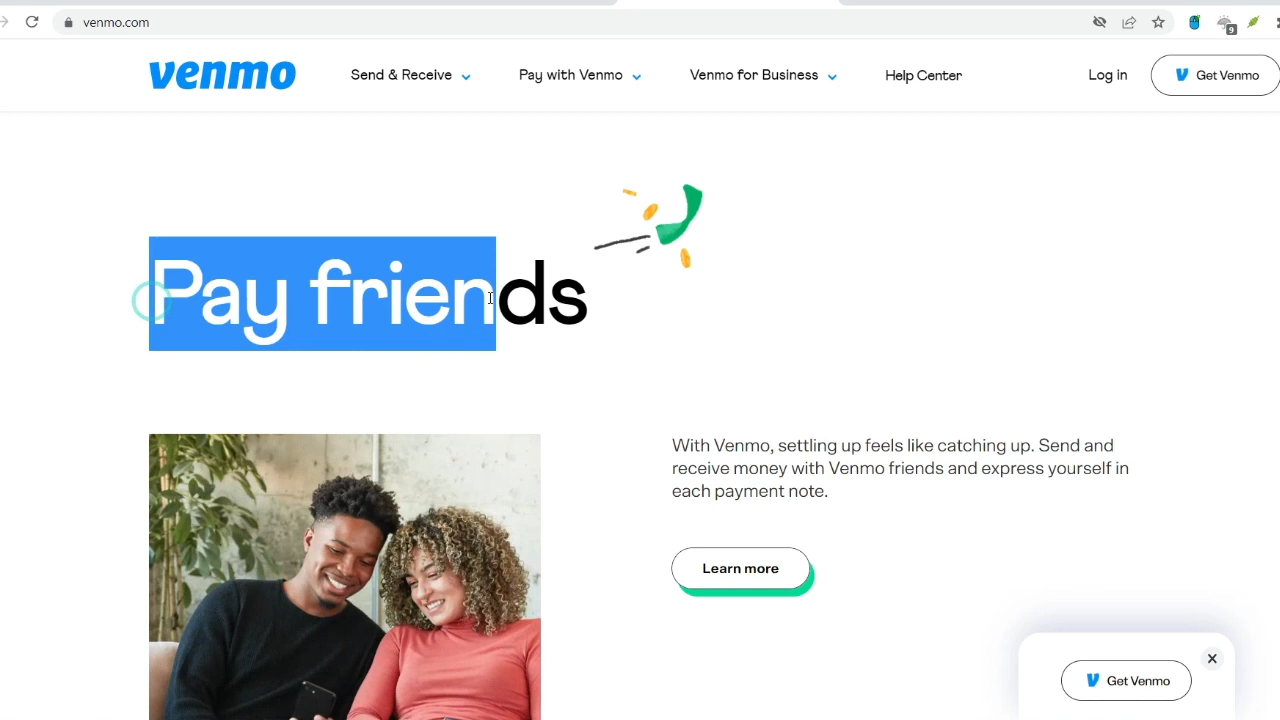 venmo.com
9
venmo
Send & Receive
Pay with Venmo
Venmo for Business
Help Center
Log in
Get Venmo
Pay friends
With Venmo, settling up feels like catching up. Send and
receive money with Venmo friends and express yourself in
each payment note.
Learn more
Get Venmo